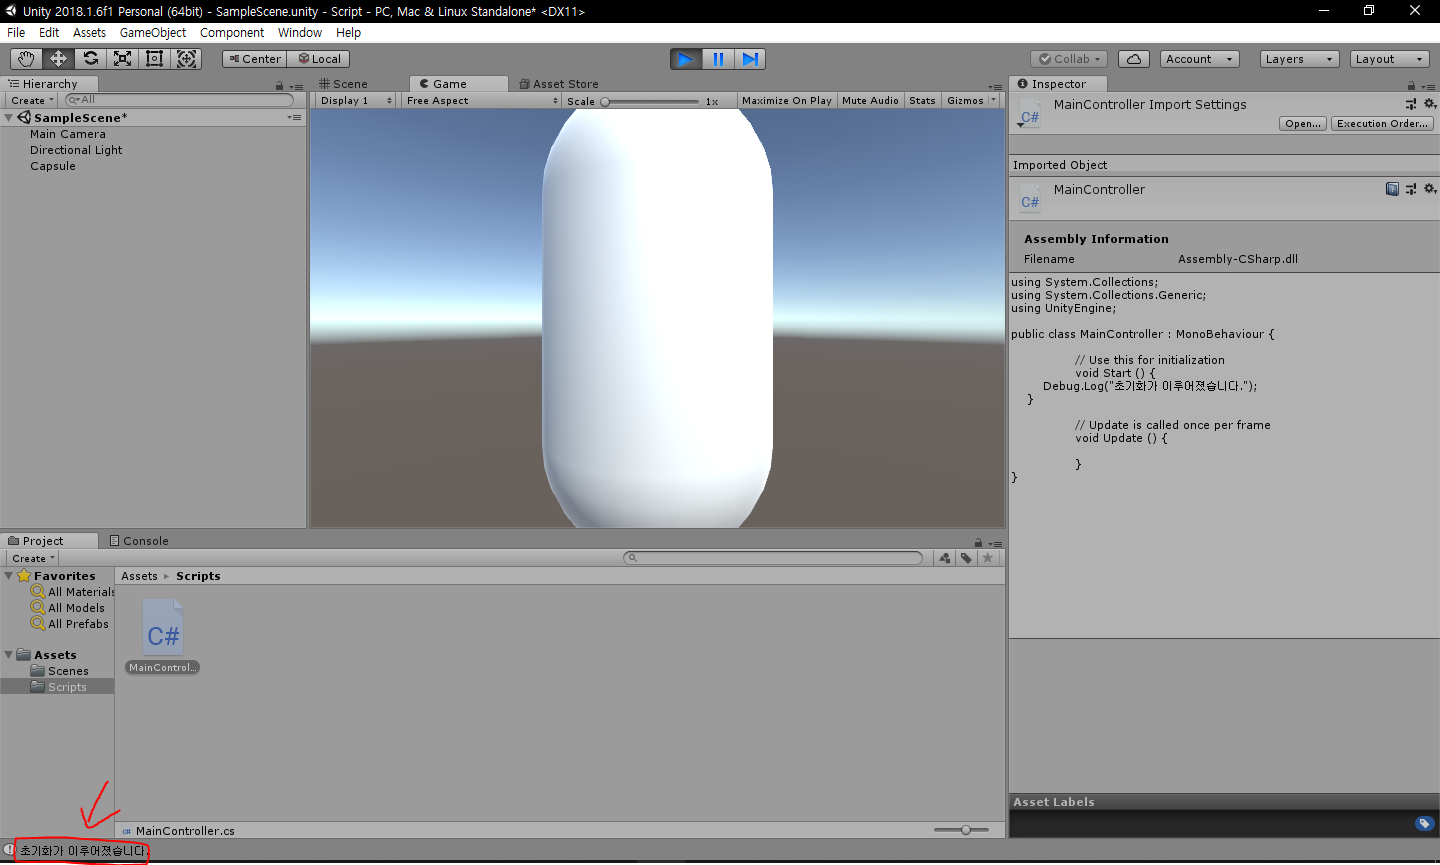 Unity 2018.1.6f1 Personal (64bit) - SampleScene.unity - Script - PC, Mac & Linux Standalone* <DX11>
File Edit Assets GameObject Component Window Help
Center Local Collab Account Layers Layout
Hierarchy
Create All
SampleScene*
Main Camera
Directional Light
Capsule
Scene Game Asset Store
Display 1 Free Aspect Scale 1x Maximize On Play Mute Audio Stats Gizmos
Inspector
MainController Import Settings
C#
Open... Execution Order...
Imported Object
MainController
C#
Assembly Information
Filename Assembly-CSharp.dll
using System.Collections;
using System.Collections.Generic;
using UnityEngine;
public class MainController : MonoBehaviour {
// Use this for initialization
void Start () {
Debug.Log("초기화가 이루어졌습니다.");
}
// Update is called once per frame
void Update () {
}
}
Asset Labels
Project Console
Create
Favorites
All Materials
All Models
All Prefabs
Assets
Scenes
Scripts
Assets Scripts
C#
MainControl...
C# MainController.cs
초기화가 이루어졌습니다.